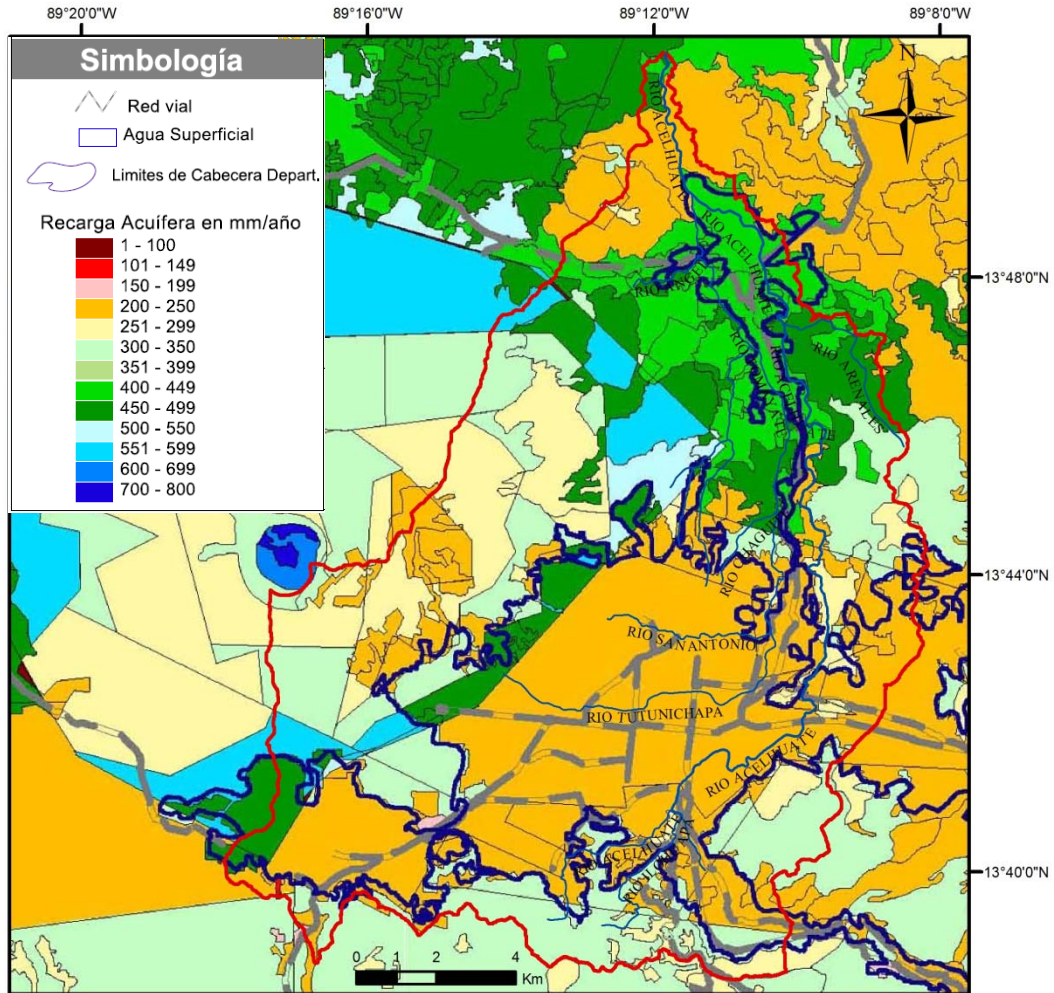 89°20'0"W 89°16'0"W 89°12'0"W 89°8'0"W
Simbología
Red vial
Agua Superficial
Limites de Cabecera Depart.
Recarga Acuífera en mm/año
1 - 100
101 - 149
150 - 199
200 - 250
251 - 299
300 - 350
351 - 399
400 - 449
450 - 499
500 - 550
551 - 599
600 - 699
700 - 800
N
13°48'0"N
13°44'0"N
13°40'0"N
RIO ACELHUATE
RIO ACELHUATE
RIO ANGEL
RIO ACELHUATE
RIO ARENALES
RIO SAN ANTONIO
RIO TUTUNICHAPA
RIO ACELHUATE
0 1 2 4
Km